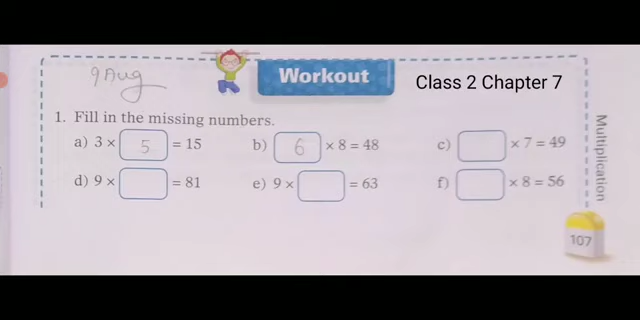 9 Aug
Workout
Class 2 Chapter 7
1. Fill in the missing numbers.
a) 3 × 5 = 15 b) 6 × 8 = 48 c) × 7 = 49
d) 9 × = 81 e) 9 × = 63 f) × 8 = 56
Multiplication
107